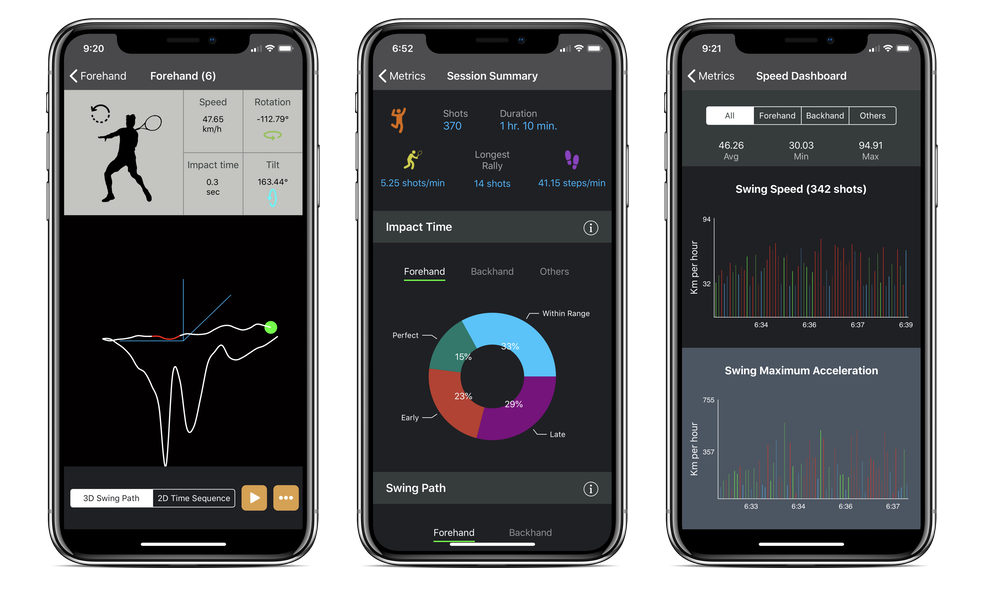 9:20
Forehand
Forehand (6)
Speed
Rotation
47.65
km/h
-112.79°
Impact time
Tilt
0.3
sec
163.44°
3D Swing Path
2D Time Sequence
6:52
Metrics
Session Summary
Shots
Duration
370
1 hr. 10 min.
Longest
Rally
5.25 shots/min
14 shots
41.15 steps/min
Impact Time
Forehand
Backhand
Others
Within Range
33%
Perfect
15%
23%
29%
Early
Late
Swing Path
Forehand
Backhand
9:21
Metrics
Speed Dashboard
All
Forehand
Backhand
Others
46.26
30.03
94.91
Avg
Min
Max
Swing Speed (342 shots)
94
Km per hour
32
6:34
6:36
6:37
6:39
Swing Maximum Acceleration
755
Km per hour
357
6:33
6:34
6:36
6:37